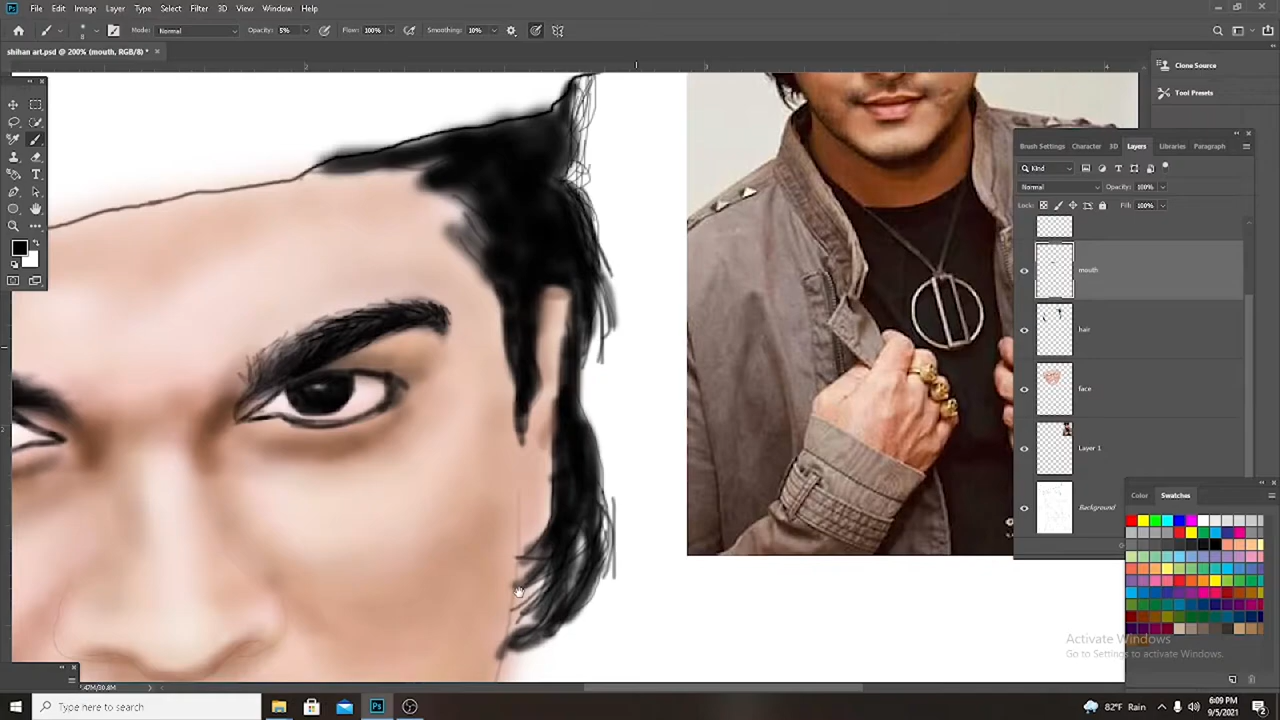 File Edit Image Layer Type Select Filter 3D View Window Help
Mode: Normal Opacity: 5% Flow: 100% Smoothing: 10%
shihan art.psd @ 200% (mouth, RGB/8) *
Clone Source
Tool Presets
Brush Settings Character 3D Layers Libraries Paragraph
Kind
Normal Opacity: 100%
Lock: Fill: 100%
mouth
hair
face
Layer 1
Background
Color Swatches
Activate Windows
Go to Settings to activate Windows.
Type here to search
82°F Rain
6:09 PM
9/5/2021